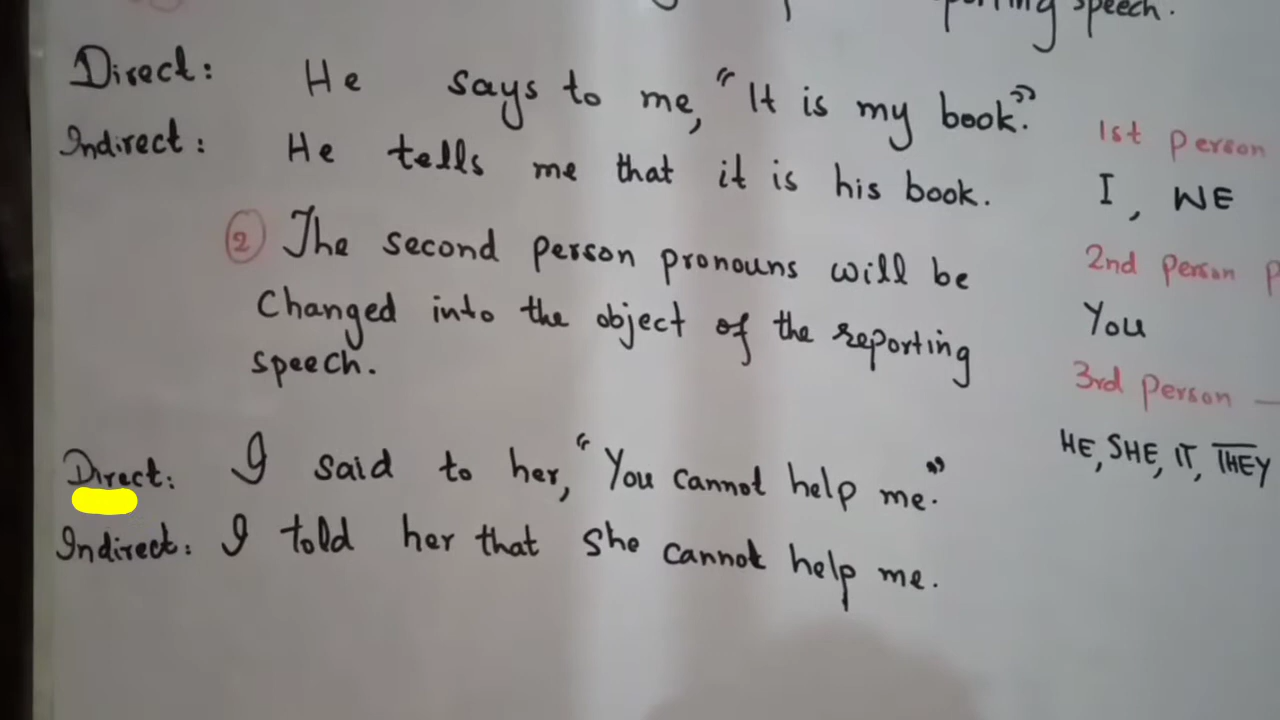 speech.
Direct: He says to me, "It is my book."
Indirect: He tells me that it is his book.
② The second person pronouns will be
Changed into the object of the reporting
speech.
Direct: I said to her, "You cannot help me."
Indirect: I told her that she cannot help me.
1st person
I, WE
2nd person
You
3rd person —
HE, SHE, IT, THEY